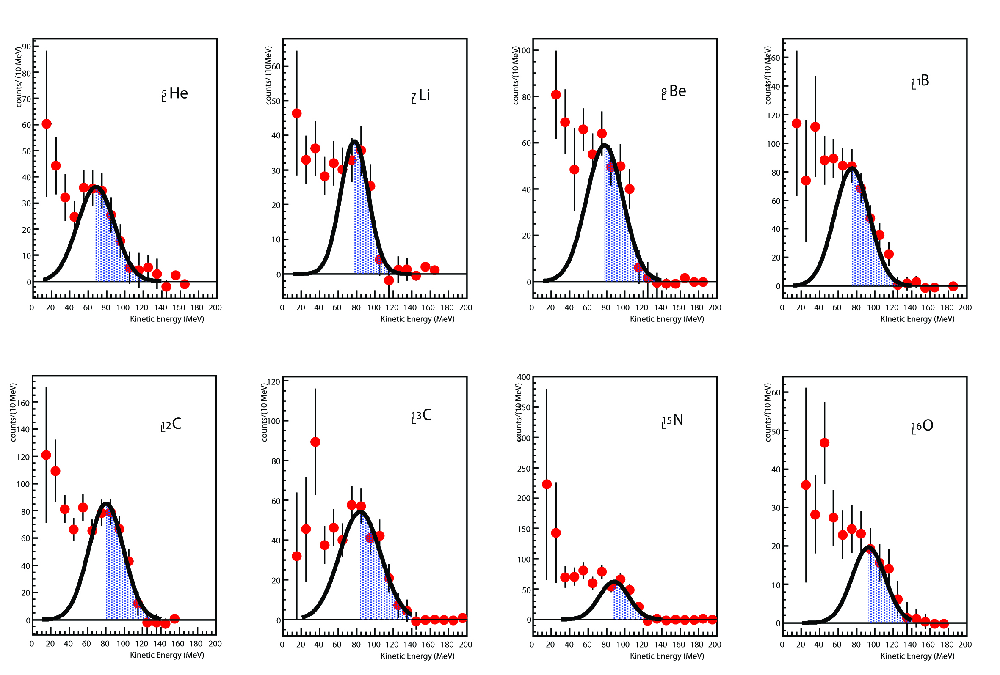 counts/ (10 MeV)
90
80
70
60
50
40
30
20
10
0
5
L He
0 20 40 60 80 100 120 140 160 180 200
Kinetic Energy (MeV)
counts/ (10MeV)
60
50
40
30
20
10
0
7
L Li
0 20 40 60 80 100 120 140 160 180 200
Kinetic Energy (MeV)
counts/(10 MeV)
100
80
60
40
20
0
9
L Be
0 20 40 60 80 100 120 140 160 180 200
Kinetic Energy (MeV)
counts/(10 MeV)
160
140
120
100
80
60
40
20
0
11
L B
0 20 40 60 80 100 120 140 160 180 200
KInetic Energy (MeV)
counts/(10 MeV)
160
140
120
100
80
60
40
20
0
12
L C
0 20 40 60 80 100 120 140 160 180 200
Kinetic Energy (MeV)
counts/(10 MeV)
120
100
80
60
40
20
0
13
L C
0 20 40 60 80 100 120 140 160 180 200
Kinetic Energy (MeV)
counts/(10 MeV)
400
350
300
250
200
150
100
50
0
15
L N
0 20 40 60 80 100 120 140 160 180 200
Kinetic Energy (MeV)
counts/(10 MeV)
60
50
40
30
20
10
0
16
L O
0 20 40 60 80 100 120 140 160 180 200
Kinetic Energy (MeV)